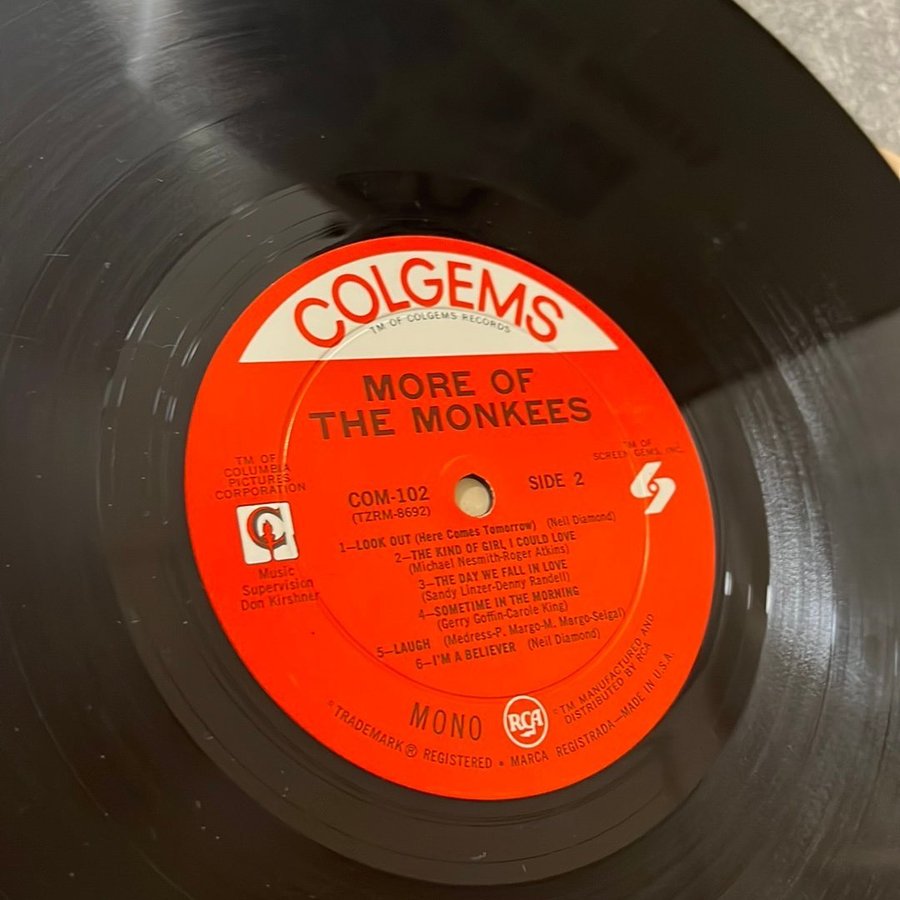 COLGEMS
TM OF COLGEMS RECORDS
MORE OF
THE MONKEES
TM OF
COLUMBIA
PICTURES
CORPORATION
TM OF
SCREEN GEMS, INC.
COM-102
SIDE 2
(TZRM-8692)
1—LOOK OUT (Here Comes Tomorrow) (Neil Diamond)
2—THE KIND OF GIRL I COULD LOVE
(Michael Nesmith-Roger Atkins)
3—THE DAY WE FALL IN LOVE
(Sandy Linzer-Denny Randell)
4—SOMETIME IN THE MORNING
(Gerry Goffin-Carole King)
5—LAUGH (Medress-P. Margo-M. Margo-Seigal)
6—I'M A BELIEVER (Neil Diamond)
C
Music
Supervision
Don Kirshner
MONO
RCA
®TM MANUFACTURED AND
DISTRIBUTED BY RCA
®TRADEMARK® REGISTERED • MARCA REGISTRADA—MADE IN U.S.A.